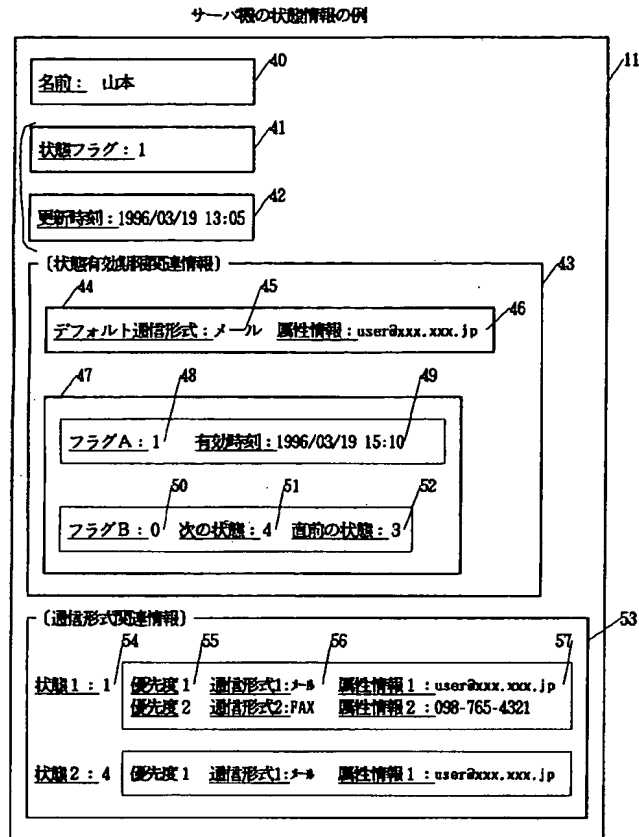 サーバ機の状態情報の例
11
40
名前： 山本
41
状態フラグ：1
42
更新時刻：1996/03/19 13:05
〔状態有効期限関連情報〕
43
44 45 46
デフォルト通信形式：メール 属性情報：user@xxx.xxx.jp
47 48 49
フラグA：1 有効時刻：1996/03/19 15:10
50 51 52
フラグB：0 次の状態：4 直前の状態：3
〔通信形式関連情報〕
53
54 55 56 57
状態1：1 優先度1 通信形式1:メール 属性情報1：user@xxx.xxx.jp
優先度2 通信形式2:FAX 属性情報2：098-765-4321
状態2：4 優先度1 通信形式1:メール 属性情報1：user@xxx.xxx.jp